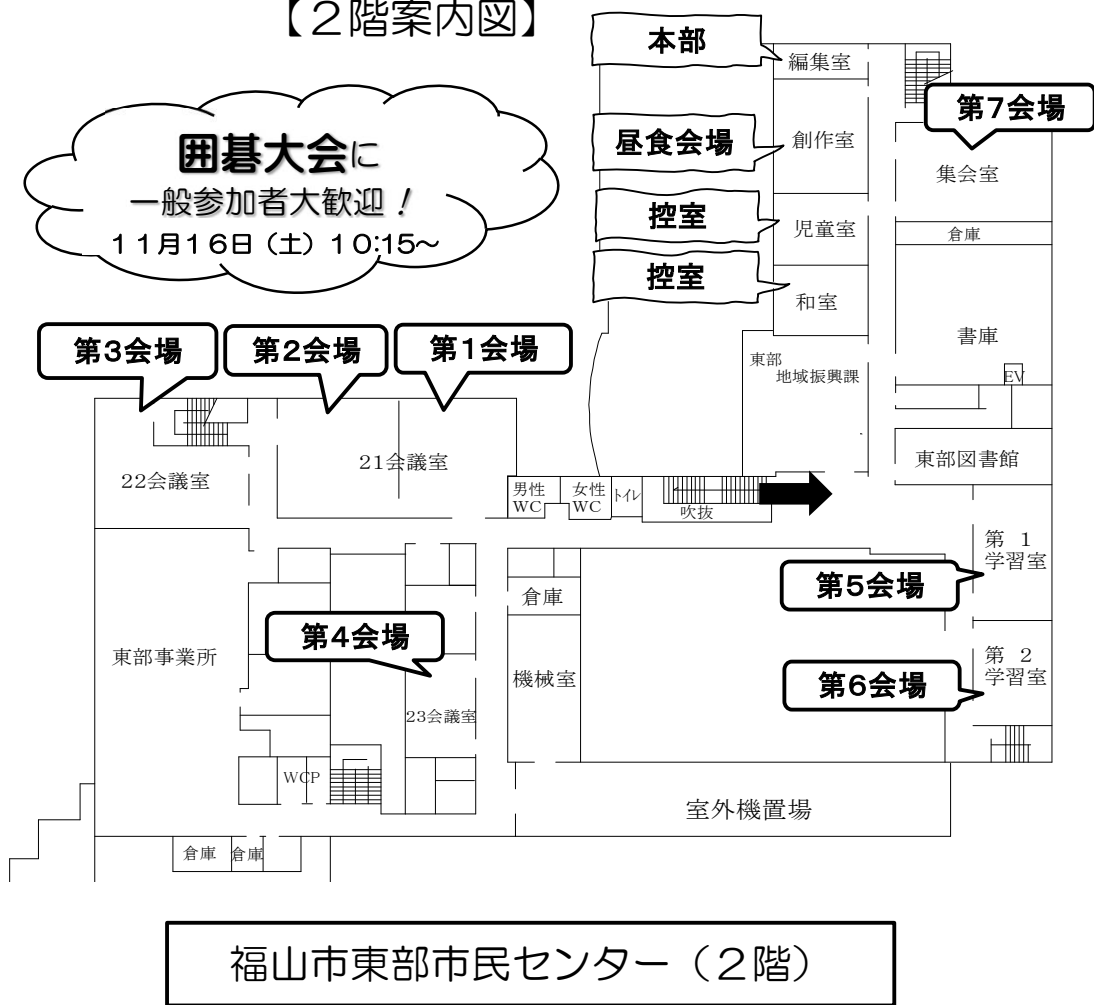 【２階案内図】
囲碁大会に
一般参加者大歓迎！
１１月１６日（土）１０:１５～
本部
編集室
昼食会場
創作室
控室
児童室
控室
和室
第７会場
集会室
倉庫
書庫
EV
東部
地域振興課
東部図書館
第３会場
第２会場
第１会場
22会議室
21会議室
男性
WC
女性
WC
トイレ
吹抜
第 1
学習室
第５会場
第 2
学習室
第６会場
第４会場
東部事業所
23会議室
倉庫
機械室
WCP
室外機置場
倉庫
倉庫
福山市東部市民センター（２階）